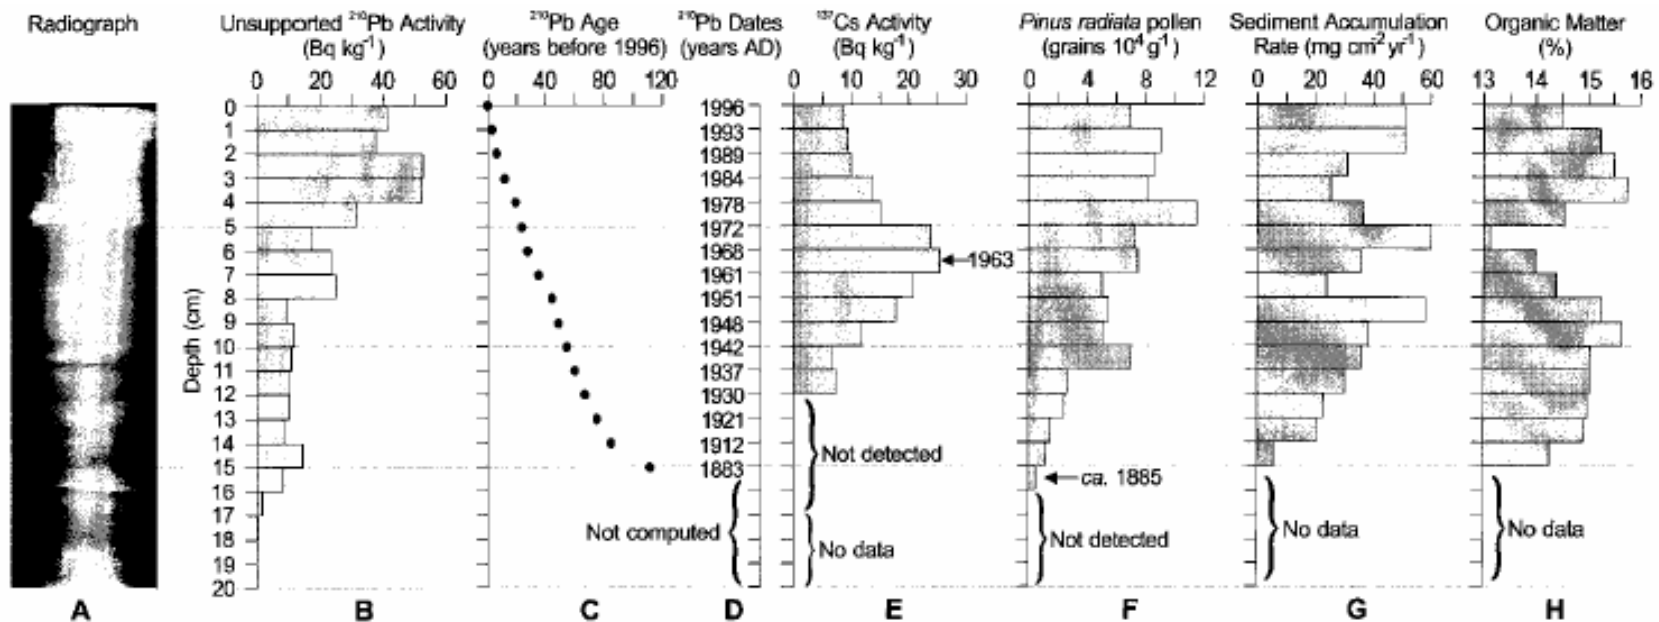 Radiograph
Unsupported ²¹⁰Pb Activity
(Bq kg⁻¹)
²¹⁰Pb Age
(years before 1996)
²¹⁰Pb Dates
(years AD)
¹³⁷Cs Activity
(Bq kg⁻¹)
Pinus radiata pollen
(grains 10⁴ g⁻¹)
Sediment Accumulation
Rate (mg cm² yr⁻¹)
Organic Matter
(%)
0 20 40 60
0 40 80 120
0 10 20 30
0 4 8 12
0 20 40 60
13 14 15 16
Depth (cm)
0
1
2
3
4
5
6
7
8
9
10
11
12
13
14
15
16
17
18
19
20
1996
1993
1989
1984
1978
1972
1968
1961
1951
1948
1942
1937
1930
1921
1912
1883
Not computed
1963
Not detected
No data
ca. 1885
Not detected
No data
No data
A B C D E F G H